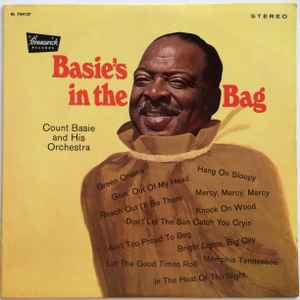 BL 754127
Brunswick
RECORDS
STEREO
Basie's
in the
Bag
Count Basie
and His
Orchestra
Green Onions
Hang On Sloopy
Goin' Out Of My Head
Mercy, Mercy, Mercy
Reach Out I'll Be There
Knock On Wood
Don't Let The Sun Catch You Cryin'
Ain't Too Proud To Beg
Bright Lights, Big City
Let The Good Times Roll
Memphis Tennessee
In The Heat Of The Night